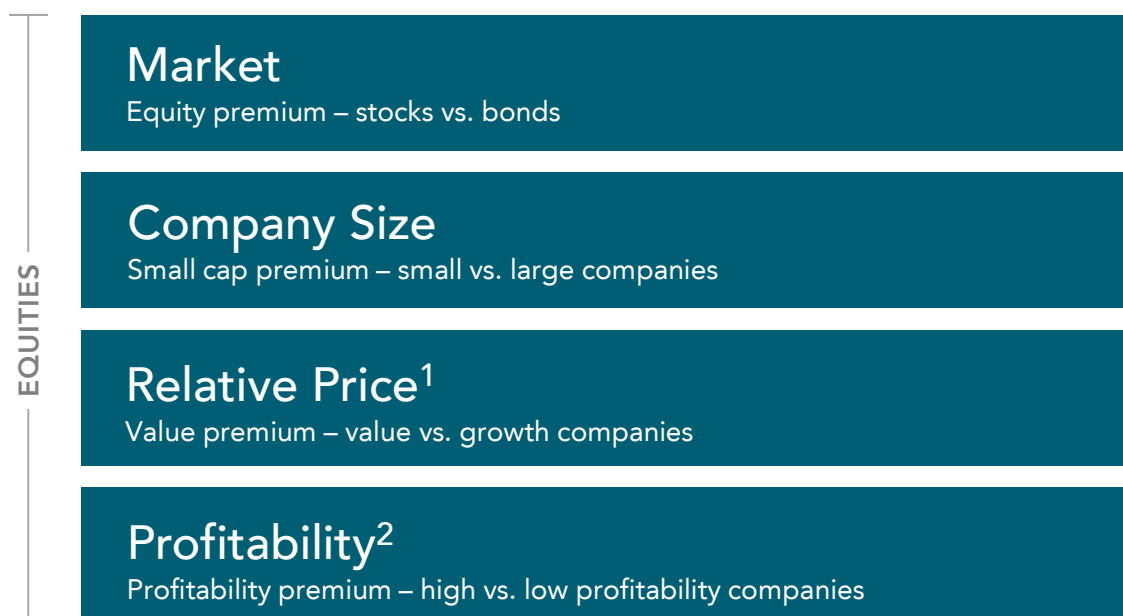 EQUITIES
Market
Equity premium – stocks vs. bonds
Company Size
Small cap premium – small vs. large companies
Relative Price¹
Value premium – value vs. growth companies
Profitability²
Profitability premium – high vs. low profitability companies